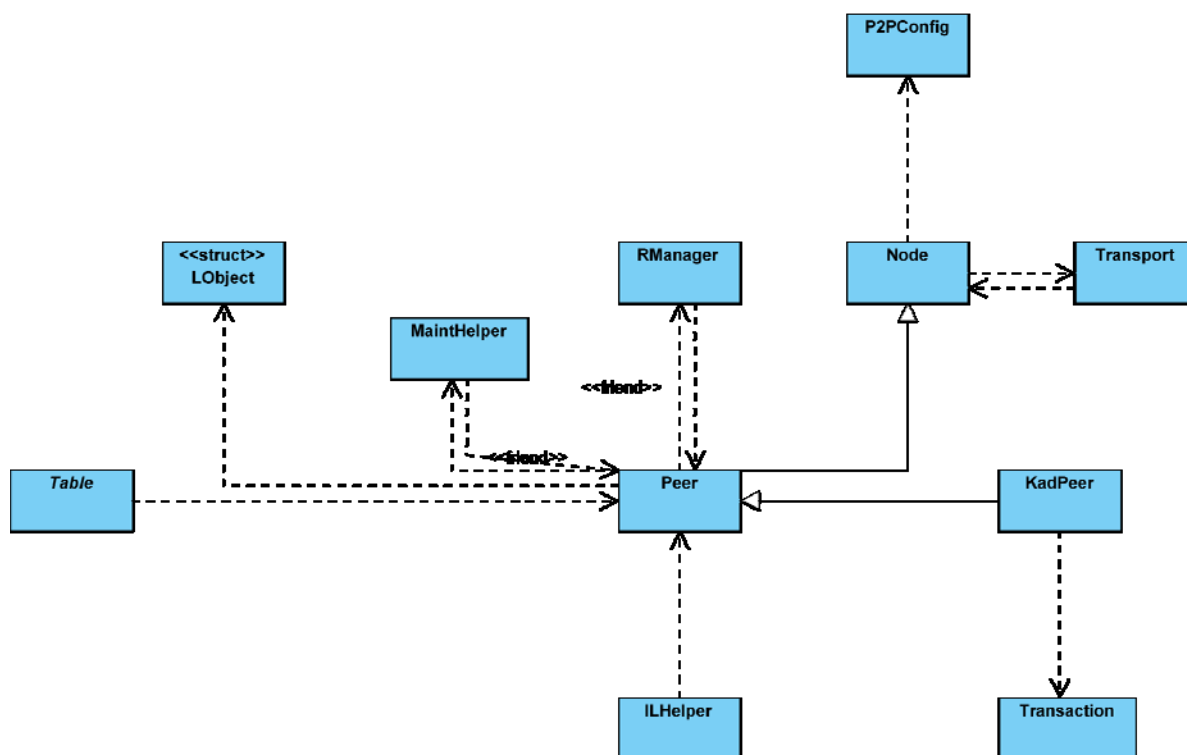 P2PConfig
<<struct>>
LObject
RManager
Node
Transport
MaintHelper
<<friend>>
<<friend>>
Table
Peer
KadPeer
ILHelper
Transaction